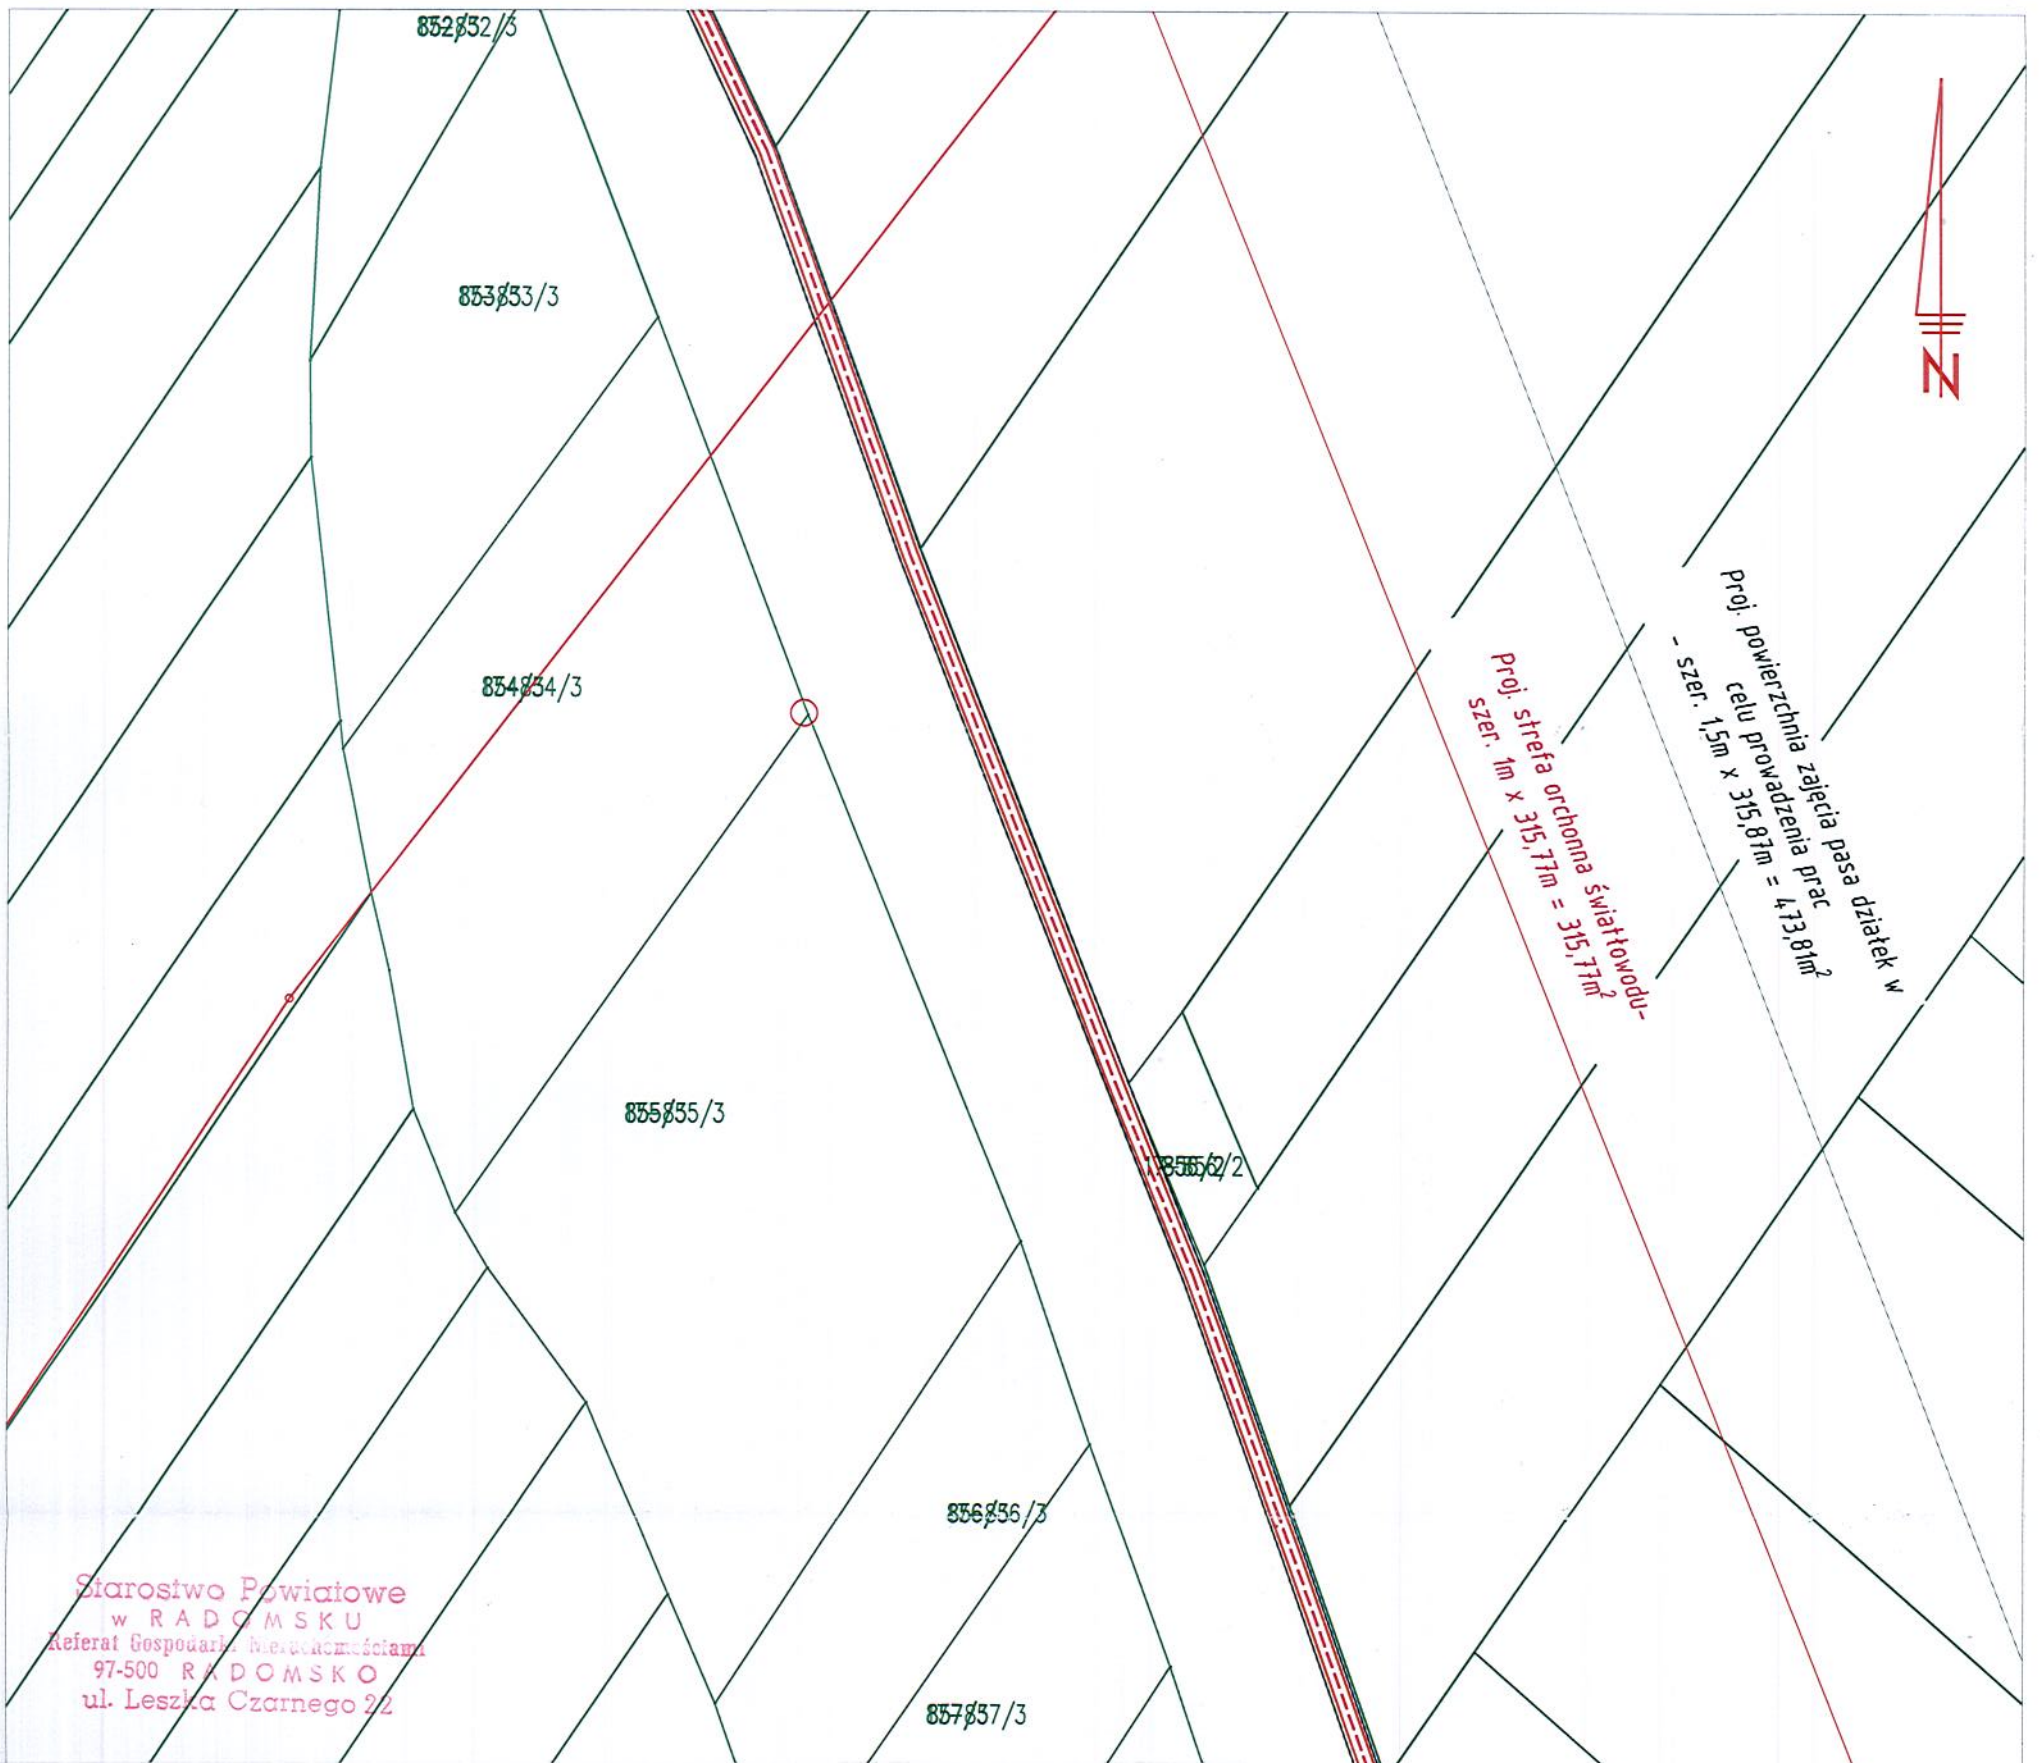 852/3
853/3
N
854/3
Proj. powierzchnia zajęcia pasa działek w
celu prowadzenia prac
- szer. 1,5m x 315,87m = 473,81m²
Proj. strefa orchonna światłowodu-
szer. 1m x 315,77m = 315,77m²
855/3
856/2
856/3
857/3
Starostwo Powiatowe
w RADOMSKU
Referat Gospodarki Nieruchomościami
97-500 RADOMSKO
ul. Leszka Czarnego 22